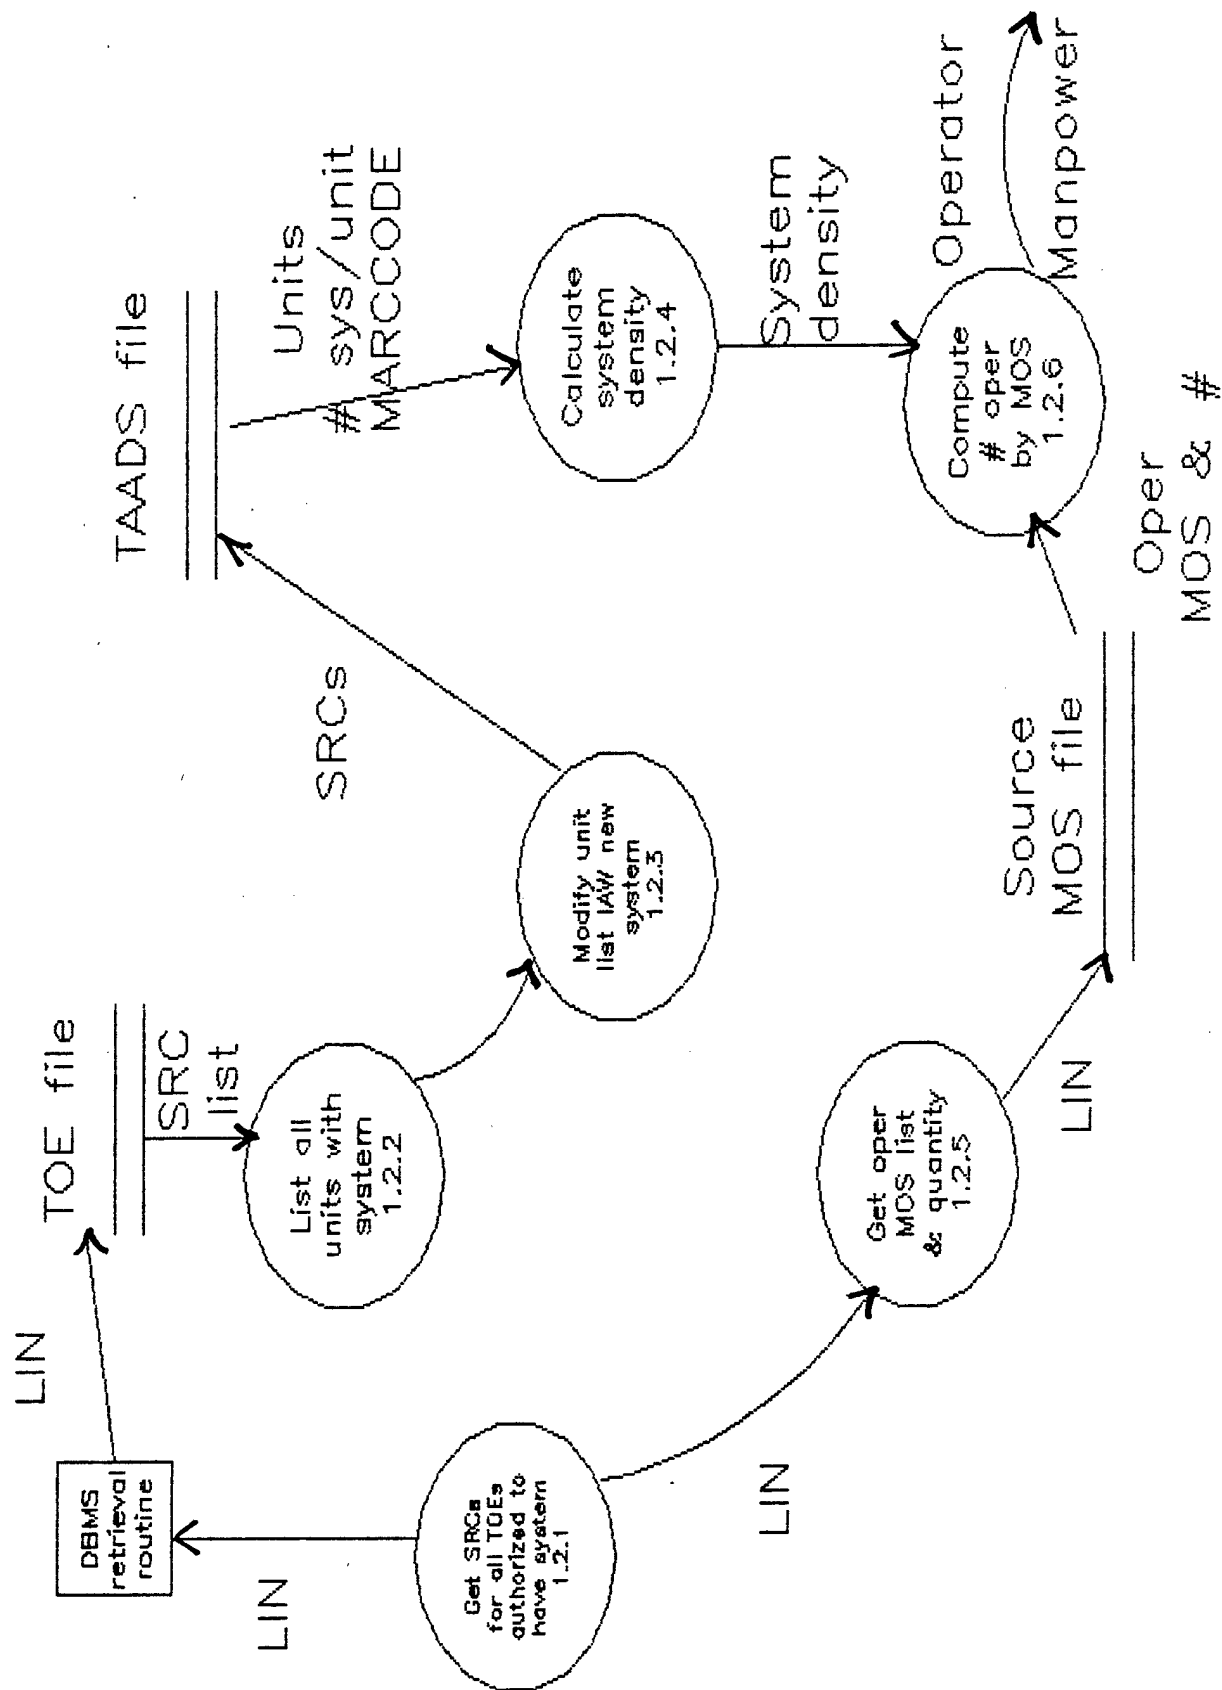 LIN
DBMS
retrieval
routine
LIN
Get SRCs
for all TOEs
authorized to
have system
1.2.1
LIN
TOE file
SRC
list
List all
units with
system
1.2.2
Modify unit
list IAW new
system
1.2.3
SRCs
TAADS file
Units
# sys/unit
MARCCODE
Calculate
system
density
1.2.4
System
density
Get oper
MOS list
& quantity
1.2.5
LIN
Source
MOS file
Oper
MOS & #
Compute
# oper
by MOS
1.2.6
Operator
Manpower